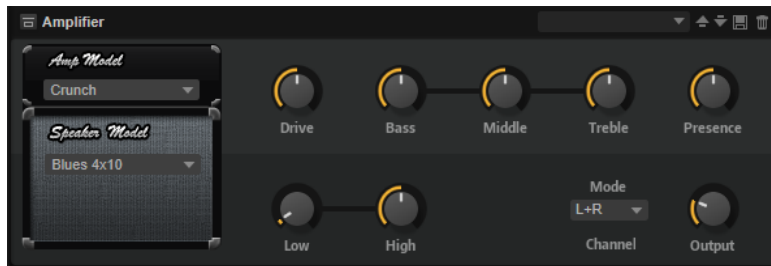 Amplifier
Amp Model
Crunch
Drive
Bass
Middle
Treble
Presence
Speaker Model
Blues 4x10
Mode
L+R
Low
High
Channel
Output